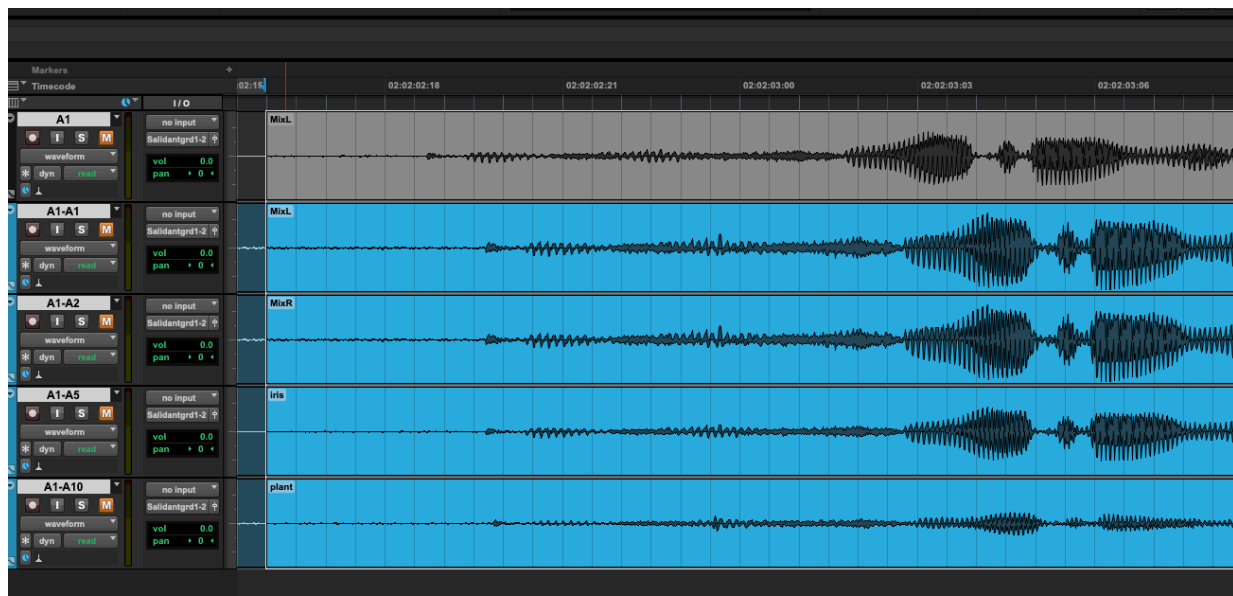 Markers +
Timecode :02:15 02:02:02:18 02:02:02:21 02:02:03:00 02:02:03:03 02:02:03:06
I / O
A1 no input MixL
I S M Salidantgrd1-2
waveform vol 0.0
dyn read pan 0
A1-A1 no input MixL
I S M Salidantgrd1-2
waveform vol 0.0
dyn read pan 0
A1-A2 no input MixR
I S M Salidantgrd1-2
waveform vol 0.0
dyn read pan 0
A1-A5 no input iris
I S M Salidantgrd1-2
waveform vol 0.0
dyn read pan 0
A1-A10 no input plant
I S M Salidantgrd1-2
waveform vol 0.0
dyn read pan 0